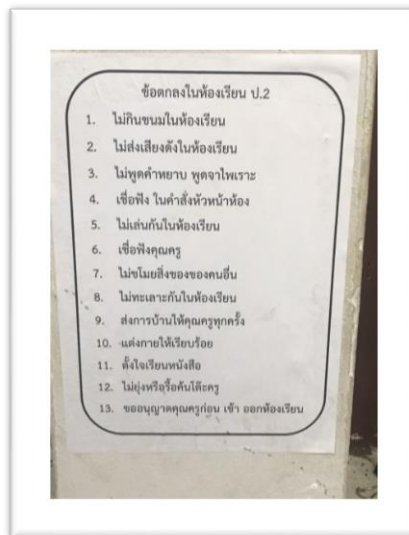 ข้อตกลงในห้องเรียน ป.2
1. ไม่กินขนมในห้องเรียน
2. ไม่ส่งเสียงดังในห้องเรียน
3. ไม่พูดคำหยาบ พูดจาไพเราะ
4. เชื่อฟัง ในคำสั่งหัวหน้าห้อง
5. ไม่เล่นกันในห้องเรียน
6. เชื่อฟังคุณครู
7. ไม่ขโมยสิ่งของของคนอื่น
8. ไม่ทะเลาะกันในห้องเรียน
9. ส่งการบ้านให้คุณครูทุกครั้ง
10. แต่งกายให้เรียบร้อย
11. ตั้งใจเรียนหนังสือ
12. ไม่ยุ่งหรือรื้อค้นโต๊ะครู
13. ขออนุญาตคุณครูก่อน เข้า ออกห้องเรียน